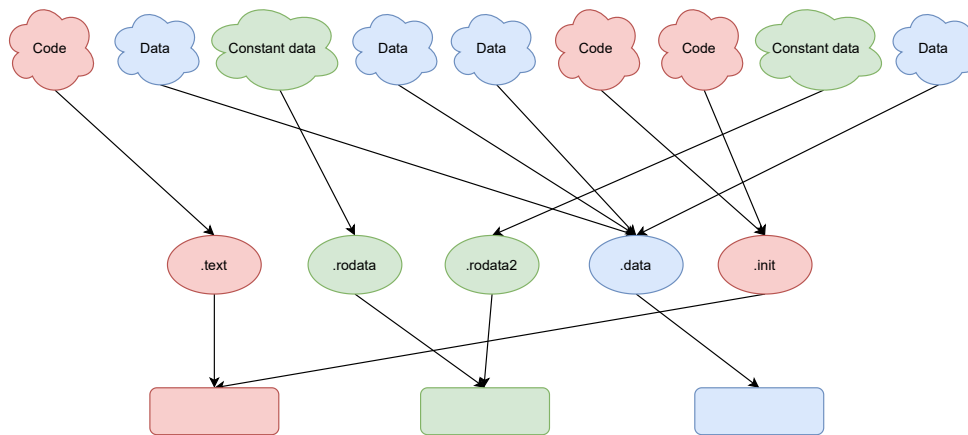 Code
Data
Constant data
Data
Data
Code
Code
Constant data
Data
.text
.rodata
.rodata2
.data
.init